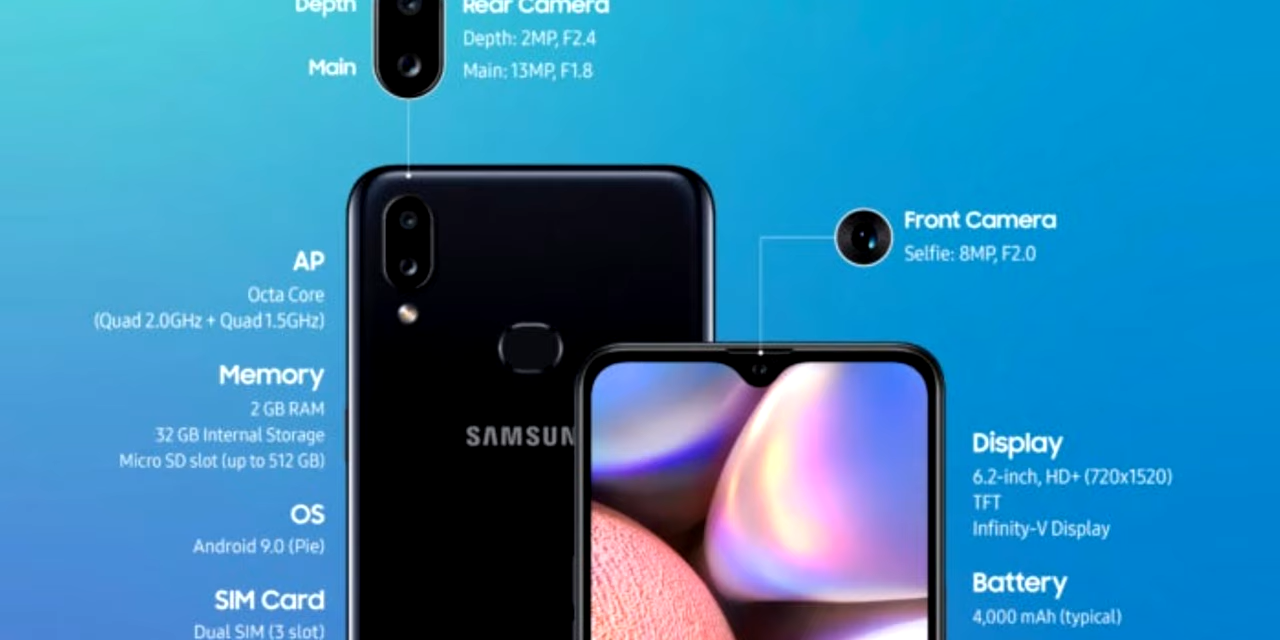 Depth
Main
Rear Camera
Depth: 2MP, F2.4
Main: 13MP, F1.8
Front Camera
Selfie: 8MP, F2.0
AP
Octa Core
(Quad 2.0GHz + Quad 1.5GHz)
Memory
2 GB RAM
32 GB Internal Storage
Micro SD slot (up to 512 GB)
OS
Android 9.0 (Pie)
SIM Card
Dual SIM (3 slot)
SAMSUN
Display
6.2-inch, HD+ (720x1520)
TFT
Infinity-V Display
Battery
4,000 mAh (typical)